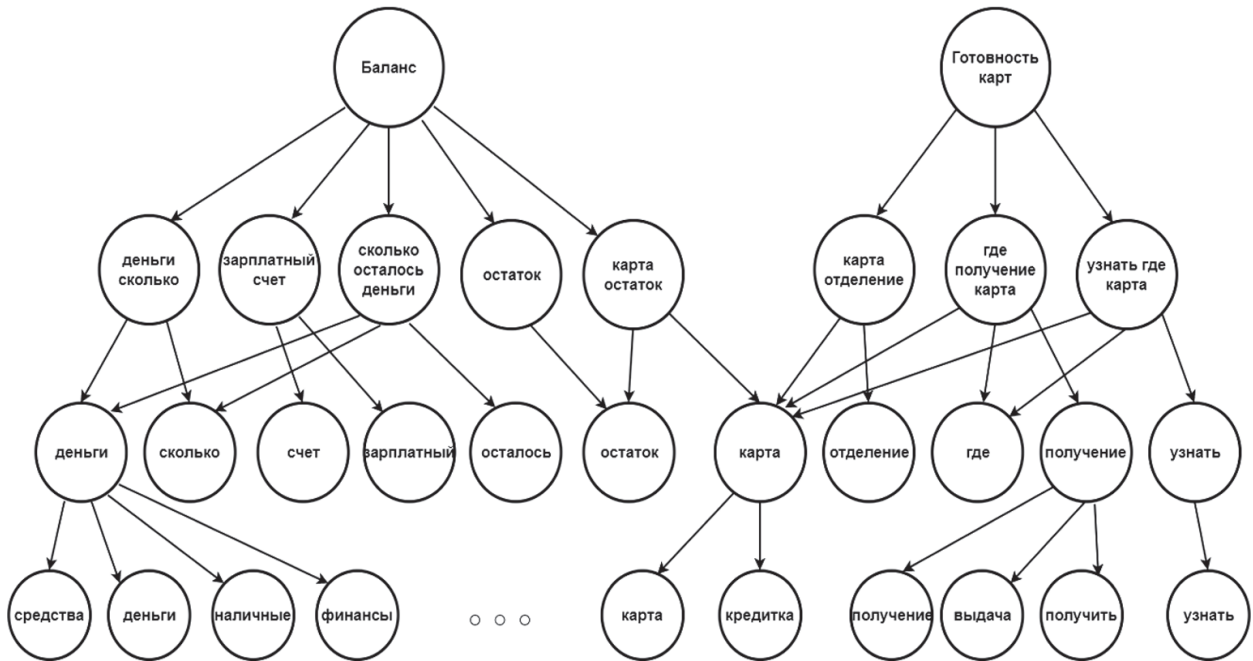 Баланс
Готовность
карт
деньги
сколько
зарплатный
счет
сколько
осталось
деньги
остаток
карта
остаток
карта
отделение
где
получение
карта
узнать где
карта
деньги
сколько
счет
зарплатный
осталось
остаток
карта
отделение
где
получение
узнать
средства
деньги
наличные
финансы
карта
кредитка
получение
выдача
получить
узнать